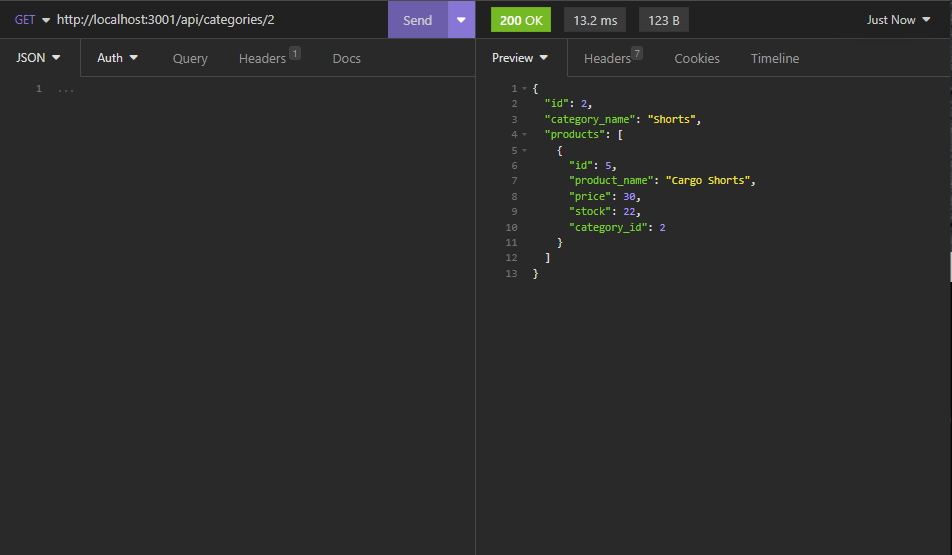 GET http://localhost:3001/api/categories/2 Send 200 OK 13.2 ms 123 B Just Now
JSON Auth Query Headers 1 Docs Preview Headers 7 Cookies Timeline
1 ...
1 {
2 "id": 2,
3 "category_name": "Shorts",
4 "products": [
5 {
6 "id": 5,
7 "product_name": "Cargo Shorts",
8 "price": 30,
9 "stock": 22,
10 "category_id": 2
11 }
12 ]
13 }